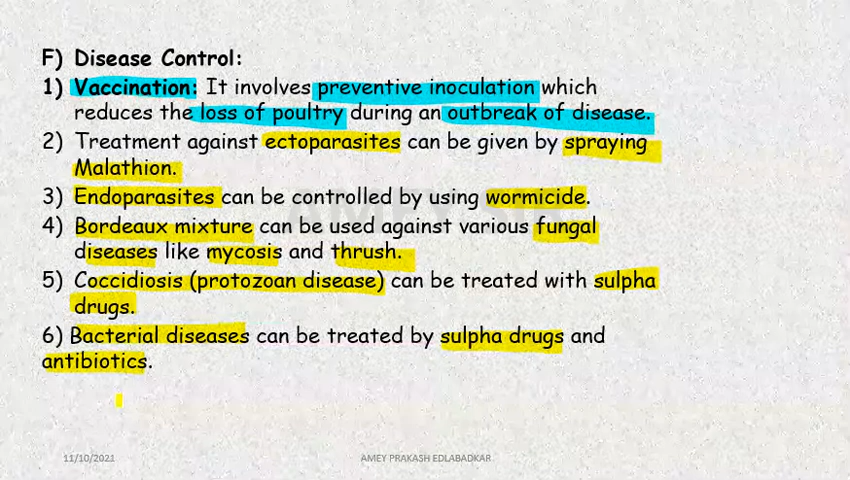 F) Disease Control:
1) Vaccination: It involves preventive inoculation which
reduces the loss of poultry during an outbreak of disease.
2) Treatment against ectoparasites can be given by spraying
Malathion.
3) Endoparasites can be controlled by using wormicide.
4) Bordeaux mixture can be used against various fungal
diseases like mycosis and thrush.
5) Coccidiosis (protozoan disease) can be treated with sulpha
drugs.
6) Bacterial diseases can be treated by sulpha drugs and
antibiotics.
11/10/2021
AMEY PRAKASH EDLABADKAR